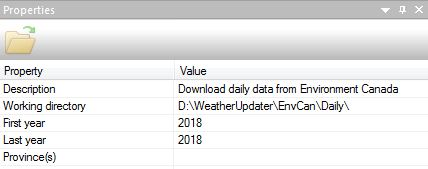 Properties
Property Value
Description Download daily data from Environment Canada
Working directory D:\WeatherUpdater\EnvCan\Daily\
First year 2018
Last year 2018
Province(s)